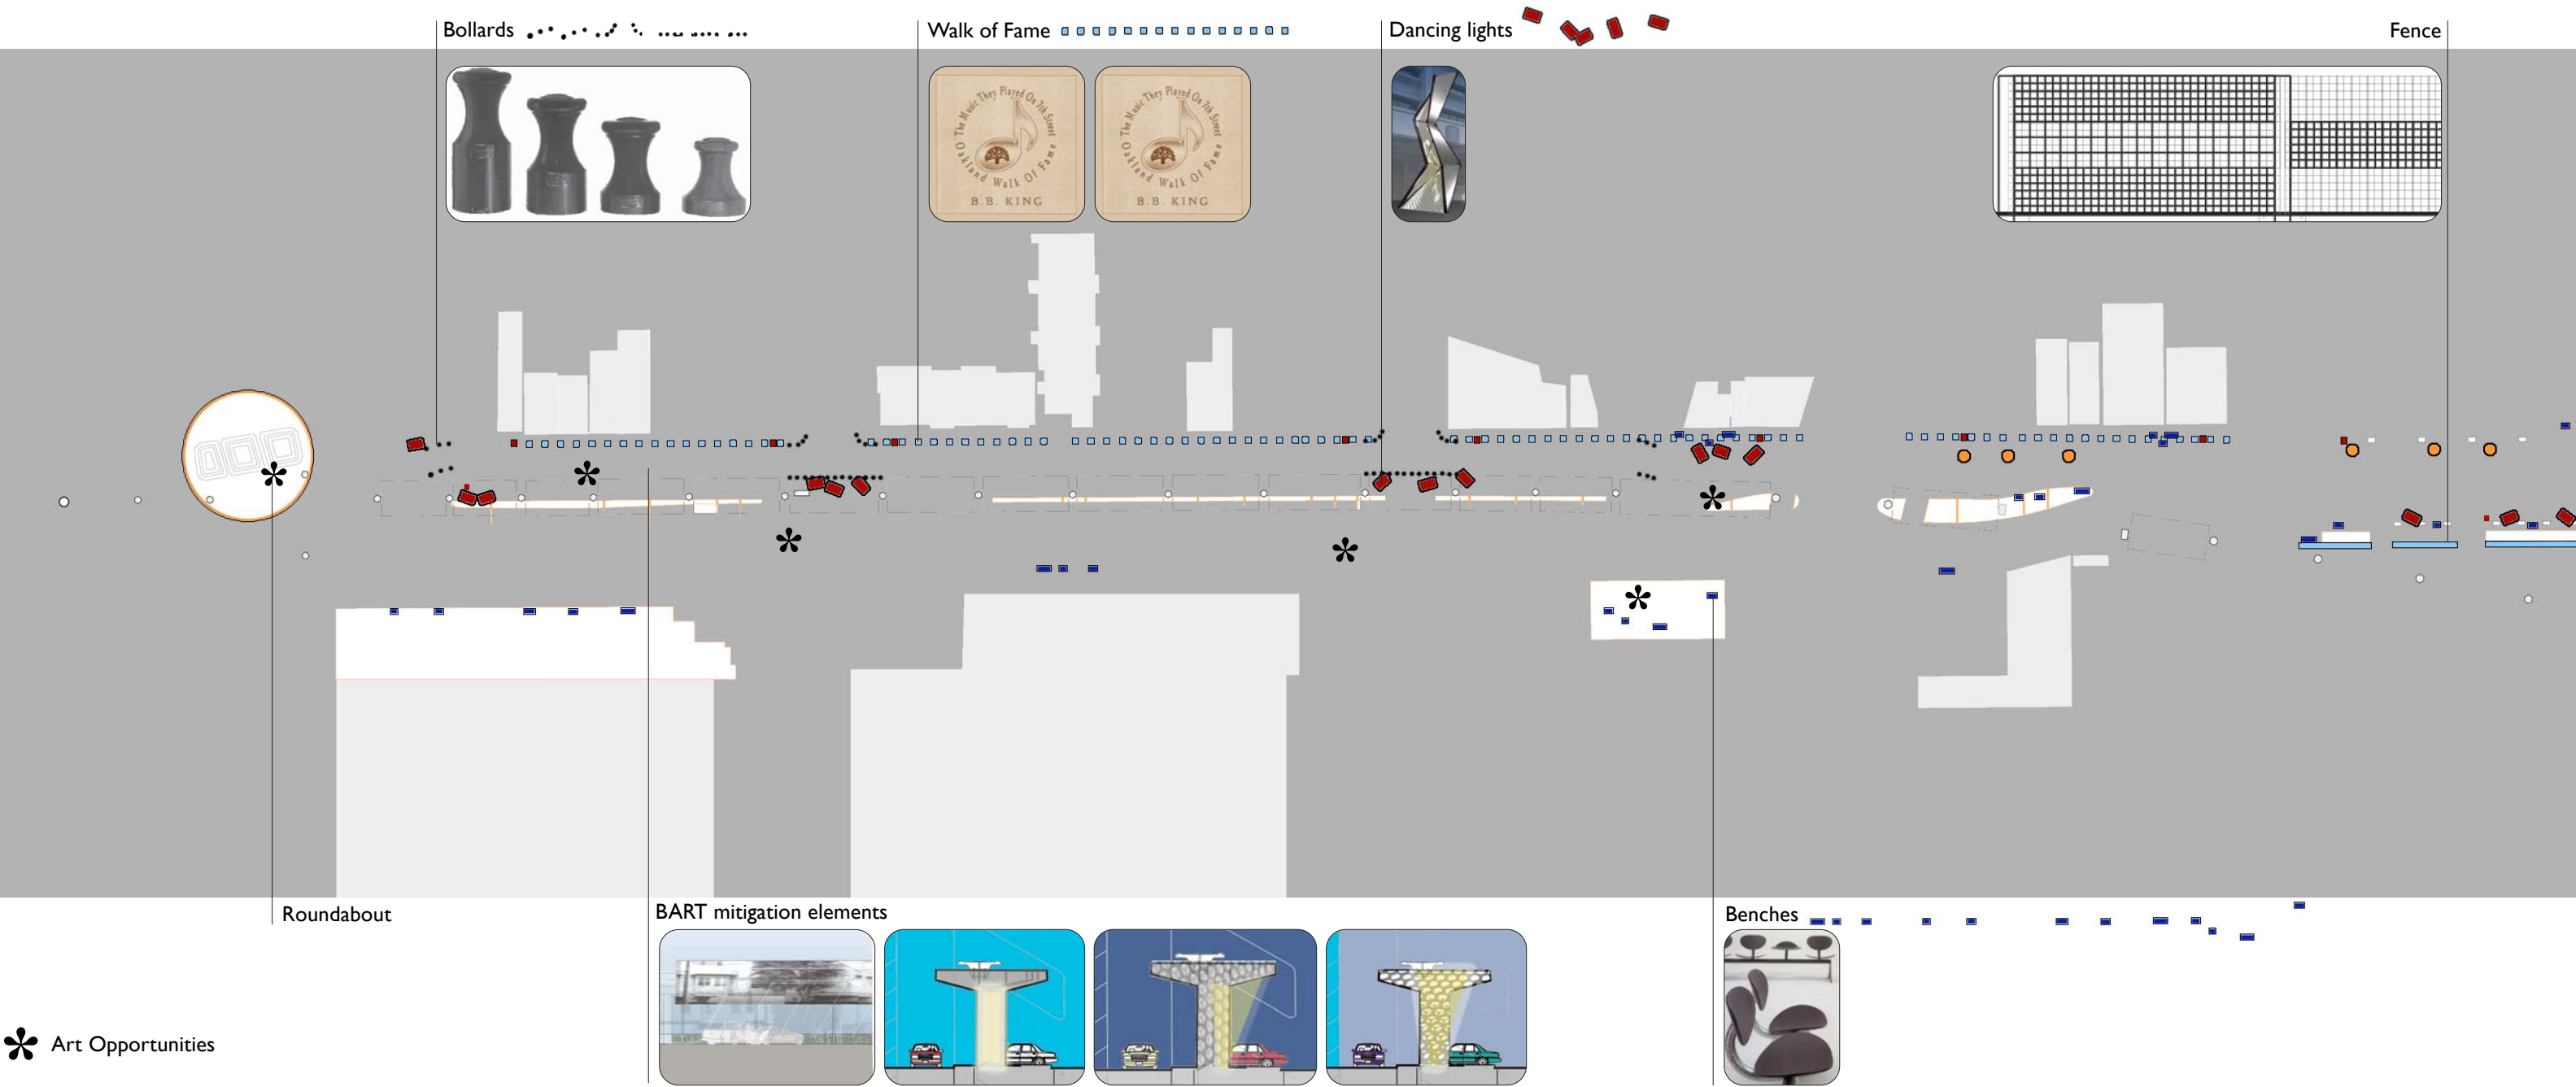 Bollards
Walk of Fame
Dancing lights
Fence
The Music They Played On 7th Street
Oakland Walk Of Fame
B.B. KING
The Music They Played On 7th Street
Oakland Walk Of Fame
B.B. KING
Roundabout
BART mitigation elements
Benches
Art Opportunities